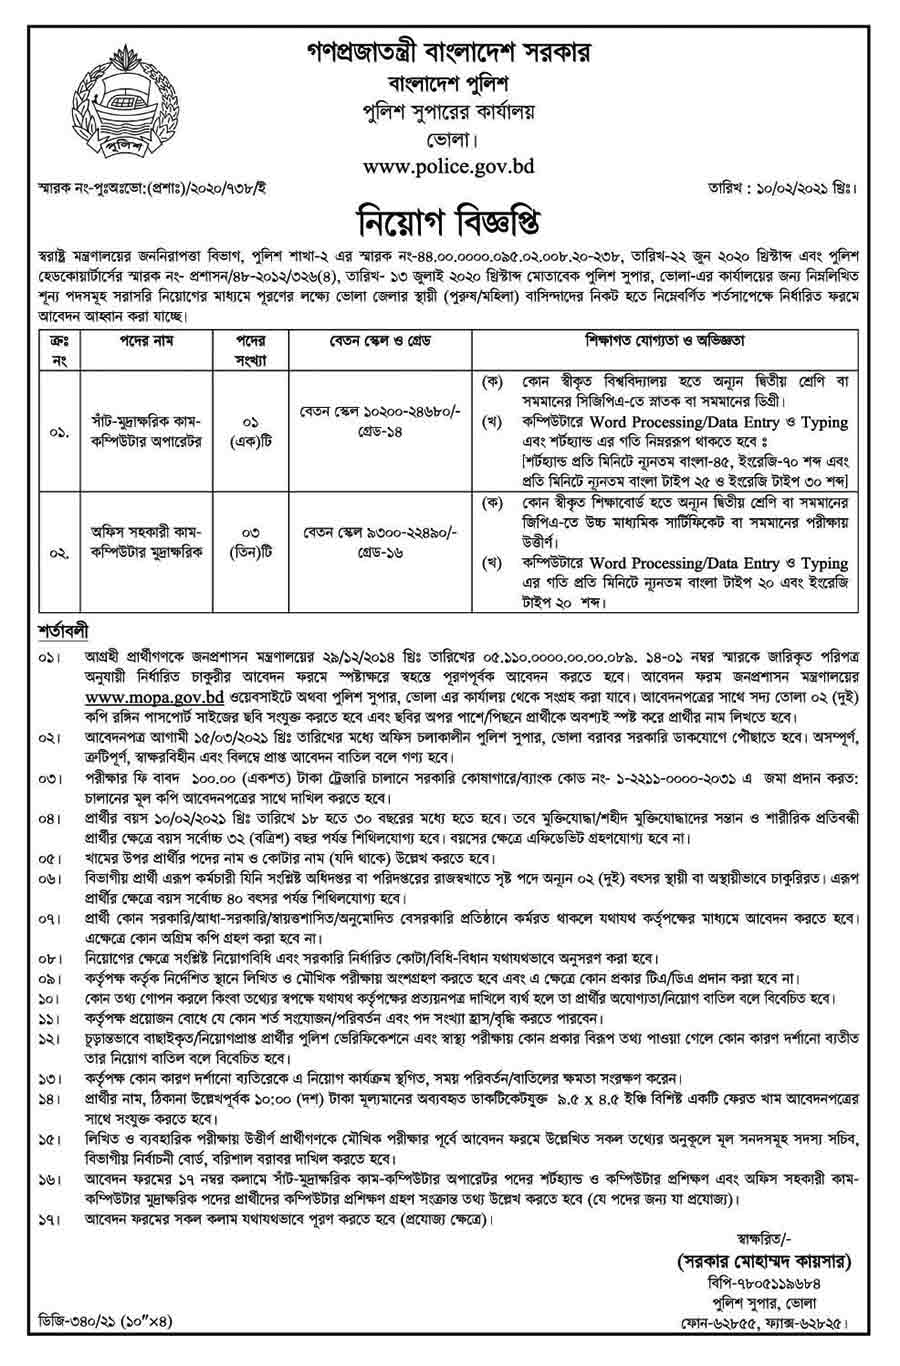 গণপ্রজাতন্ত্রী বাংলাদেশ সরকার
বাংলাদেশ পুলিশ
পুলিশ সুপারের কার্যালয়
ভোলা।
www.police.gov.bd
পুলিশ
স্মারক নং-পুঃঅঃভো:(প্রশাঃ)/২০২০/৭৩৮/ই তারিখ : ১০/০২/২০২১ খ্রিঃ।
নিয়োগ বিজ্ঞপ্তি
স্বরাষ্ট্র মন্ত্রণালয়ের জননিরাপত্তা বিভাগ, পুলিশ শাখা-২ এর স্মারক নং-৪৪.০০.০০০০.০৯৫.০২.০০৮.২০-২৩৮, তারিখ-২২ জুন ২০২০ খ্রিস্টাব্দ এবং পুলিশ
হেডকোয়ার্টার্সের স্মারক নং- প্রশাসন/৪৮-২০১২/৩২৬(৪), তারিখ- ১৩ জুলাই ২০২০ খ্রিস্টাব্দ মোতাবেক পুলিশ সুপার, ভোলা-এর কার্যালয়ের জন্য নিম্নলিখিত
শূন্য পদসমূহ সরাসরি নিয়োগের মাধ্যমে পূরণের লক্ষ্যে ভোলা জেলার স্থায়ী (পুরুষ/মহিলা) বাসিন্দাদের নিকট হতে নিম্নেবর্ণিত শর্তসাপেক্ষে নির্ধারিত ফরমে
আবেদন আহ্বান করা যাচ্ছে।
ক্রঃ নং পদের নাম পদের সংখ্যা বেতন স্কেল ও গ্রেড শিক্ষাগত যোগ্যতা ও অভিজ্ঞতা
০১. সাঁট-মুদ্রাক্ষরিক কাম-
কম্পিউটার অপারেটর
০১
(এক)টি
বেতন স্কেল ১০২০০-২৪৬৮০/-
গ্রেড-১৪
(ক) কোন স্বীকৃত বিশ্ববিদ্যালয় হতে অন্যূন দ্বিতীয় শ্রেণি বা
সমমানের সিজিপিএ-তে স্নাতক বা সমমানের ডিগ্রী।
(খ) কম্পিউটারে Word Processing/Data Entry ও Typing
এবং শর্টহ্যান্ড এর গতি নিম্নরূপ থাকতে হবে ঃ
[শর্টহ্যান্ড প্রতি মিনিটে ন্যূনতম বাংলা-৪৫, ইংরেজি-৭০ শব্দ এবং
প্রতি মিনিটে ন্যূনতম বাংলা টাইপ ২৫ ও ইংরেজি টাইপ ৩০ শব্দ]
০২. অফিস সহকারী কাম-
কম্পিউটার মুদ্রাক্ষরিক
০৩
(তিন)টি
বেতন স্কেল ৯৩০০-২২৪৯০/-
গ্রেড-১৬
(ক) কোন স্বীকৃত শিক্ষাবোর্ড হতে অন্যূন দ্বিতীয় শ্রেণি বা সমমানের
জিপিএ-তে উচ্চ মাধ্যমিক সার্টিফিকেট বা সমমানের পরীক্ষায়
উত্তীর্ণ।
(খ) কম্পিউটারে Word Processing/Data Entry ও Typing
এর গতি প্রতি মিনিটে ন্যূনতম বাংলা টাইপ ২০ এবং ইংরেজি
টাইপ ২০ শব্দ।
শর্তাবলী
০১। আগ্রহী প্রার্থীগণকে জনপ্রশাসন মন্ত্রণালয়ের ২৯/১২/২০১৪ খ্রিঃ তারিখের ০৫.১১০.০০০০.০০.০০.০৮৯. ১৪-০১ নম্বর স্মারকে জারিকৃত পরিপত্র
অনুযায়ী নির্ধারিত চাকুরীর আবেদন ফরমে স্পষ্টাক্ষরে স্বহস্তে পূরণপূর্বক আবেদন করতে হবে। আবেদন ফরম জনপ্রশাসন মন্ত্রণালয়ের
www.mopa.gov.bd ওয়েবসাইটে অথবা পুলিশ সুপার, ভোলা এর কার্যালয় থেকে সংগ্রহ করা যাবে। আবেদনপত্রের সাথে সদ্য তোলা ০২ (দুই)
কপি রঙ্গিন পাসপোর্ট সাইজের ছবি সংযুক্ত করতে হবে এবং ছবির অপর পাশে/পিছনে প্রার্থীকে অবশ্যই স্পষ্ট করে প্রার্থীর নাম লিখতে হবে।
০২। আবেদনপত্র আগামী ১৫/০৩/২০২১ খ্রিঃ তারিখের মধ্যে অফিস চলাকালীন পুলিশ সুপার, ভোলা বরাবর সরকারি ডাকযোগে পৌছাতে হবে। অসম্পূর্ণ,
ত্রুটিপূর্ণ, স্বাক্ষরবিহীন এবং বিলম্বে প্রাপ্ত আবেদন বাতিল বলে গণ্য হবে।
০৩। পরীক্ষার ফি বাবদ ১০০.০০ (একশত) টাকা ট্রেজারি চালানে সরকারি কোষাগারে/ব্যাংক কোড নং- ১-২২১১-০০০০-২০৩১ এ জমা প্রদান করত:
চালানের মূল কপি আবেদনপত্রের সাথে দাখিল করতে হবে।
০৪। প্রার্থীর বয়স ১০/০২/২০২১ খ্রিঃ তারিখে ১৮ হতে ৩০ বছরের মধ্যে হতে হবে। তবে মুক্তিযোদ্ধা/শহীদ মুক্তিযোদ্ধাদের সন্তান ও শারীরিক প্রতিবন্ধী
প্রার্থীর ক্ষেত্রে বয়স সর্বোচ্চ ৩২ (বত্রিশ) বছর পর্যন্ত শিথিলযোগ্য হবে। বয়সের ক্ষেত্রে এফিডেভিট গ্রহণযোগ্য হবে না।
০৫। খামের উপর প্রার্থীর পদের নাম ও কোটার নাম (যদি থাকে) উল্লেখ করতে হবে।
০৬। বিভাগীয় প্রার্থী এরূপ কর্মচারী যিনি সংশ্লিষ্ট অধিদপ্তর বা পরিদপ্তরের রাজস্বখাতে সৃষ্ট পদে অন্যূন ০২ (দুই) বৎসর স্থায়ী বা অস্থায়ীভাবে চাকুরিরত। এরূপ
প্রার্থীর ক্ষেত্রে বয়স সর্বোচ্চ ৪০ বৎসর পর্যন্ত শিথিলযোগ্য হবে।
০৭। প্রার্থী কোন সরকারি/আধা-সরকারি/স্বায়ত্তশাসিত/অনুমোদিত বেসরকারি প্রতিষ্ঠানে কর্মরত থাকলে যথাযথ কর্তৃপক্ষের মাধ্যমে আবেদন করতে হবে।
এক্ষেত্রে কোন অগ্রিম কপি গ্রহণ করা হবে না।
০৮। নিয়োগের ক্ষেত্রে সংশ্লিষ্ট নিয়োগবিধি এবং সরকারি নির্ধারিত কোটা/বিধি-বিধান যথাযথভাবে অনুসরণ করা হবে।
০৯। কর্তৃপক্ষ কর্তৃক নির্দেশিত স্থানে লিখিত ও মৌখিক পরীক্ষায় অংশগ্রহণ করতে হবে এবং এ ক্ষেত্রে কোন প্রকার টিএ/ডিএ প্রদান করা হবে না।
১০। কোন তথ্য গোপন করলে কিংবা তথ্যের স্বপক্ষে যথাযথ কর্তৃপক্ষের প্রত্যয়নপত্র দাখিলে ব্যর্থ হলে তা প্রার্থীর অযোগ্যতা/নিয়োগ বাতিল বলে বিবেচিত হবে।
১১। কর্তৃপক্ষ প্রয়োজন বোধে যে কোন শর্ত সংযোজন/পরিবর্তন এবং পদ সংখ্যা হ্রাস/বৃদ্ধি করতে পারবেন।
১২। চূড়ান্তভাবে বাছাইকৃত/নিয়োগপ্রাপ্ত প্রার্থীর পুলিশ ভেরিফিকেশনে এবং স্বাস্থ্য পরীক্ষায় কোন প্রকার বিরূপ তথ্য পাওয়া গেলে কোন কারণ দর্শানো ব্যতীত
তার নিয়োগ বাতিল বলে বিবেচিত হবে।
১৩। কর্তৃপক্ষ কোন কারণ দর্শানো ব্যতিরেকে এ নিয়োগ কার্যক্রম স্থগিত, সময় পরিবর্তন/বাতিলের ক্ষমতা সংরক্ষণ করেন।
১৪। প্রার্থীর নাম, ঠিকানা উল্লেখপূর্বক ১০:০০ (দশ) টাকা মূল্যমানের অব্যবহৃত ডাকটিকেটযুক্ত ৯.৫ x ৪.৫ ইঞ্চি বিশিষ্ট একটি ফেরত খাম আবেদনপত্রের
সাথে সংযুক্ত করতে হবে।
১৫। লিখিত ও ব্যবহারিক পরীক্ষায় উত্তীর্ণ প্রার্থীগণকে মৌখিক পরীক্ষার পূর্বে আবেদন ফরমে উল্লেখিত সকল তথ্যের অনুকূলে মূল সনদসমূহ সদস্য সচিব,
বিভাগীয় নির্বাচনী বোর্ড, বরিশাল বরাবর দাখিল করতে হবে।
১৬। আবেদন ফরমের ১৭ নম্বর কলামে সাঁট-মুদ্রাক্ষরিক কাম-কম্পিউটার অপারেটর পদের শর্টহ্যান্ড ও কম্পিউটার প্রশিক্ষণ এবং অফিস সহকারী কাম-
কম্পিউটার মুদ্রাক্ষরিক পদের প্রার্থীদের কম্পিউটার প্রশিক্ষণ গ্রহণ সংক্রান্ত তথ্য উল্লেখ করতে হবে (যে পদের জন্য যা প্রযোজ্য)।
১৭। আবেদন ফরমের সকল কলাম যথাযথভাবে পূরণ করতে হবে (প্রযোজ্য ক্ষেত্রে)।
স্বাক্ষরিত/-
(সরকার মোহাম্মদ কায়সার)
বিপি-৭৮০৫১১৯৬৮৪
পুলিশ সুপার, ভোলা
ফোন-৬২৮৫৫, ফ্যাক্স-৬২৮২৫।
ডিজি-৩৪০/২১ (১০″×৪)